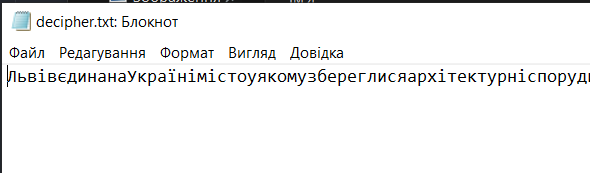 decipher.txt: Блокнот
Файл Редагування Формат Вигляд Довідка
ЛьвівєдинанаУкраїнімістоуякомузбереглисяархітектурніспоруд